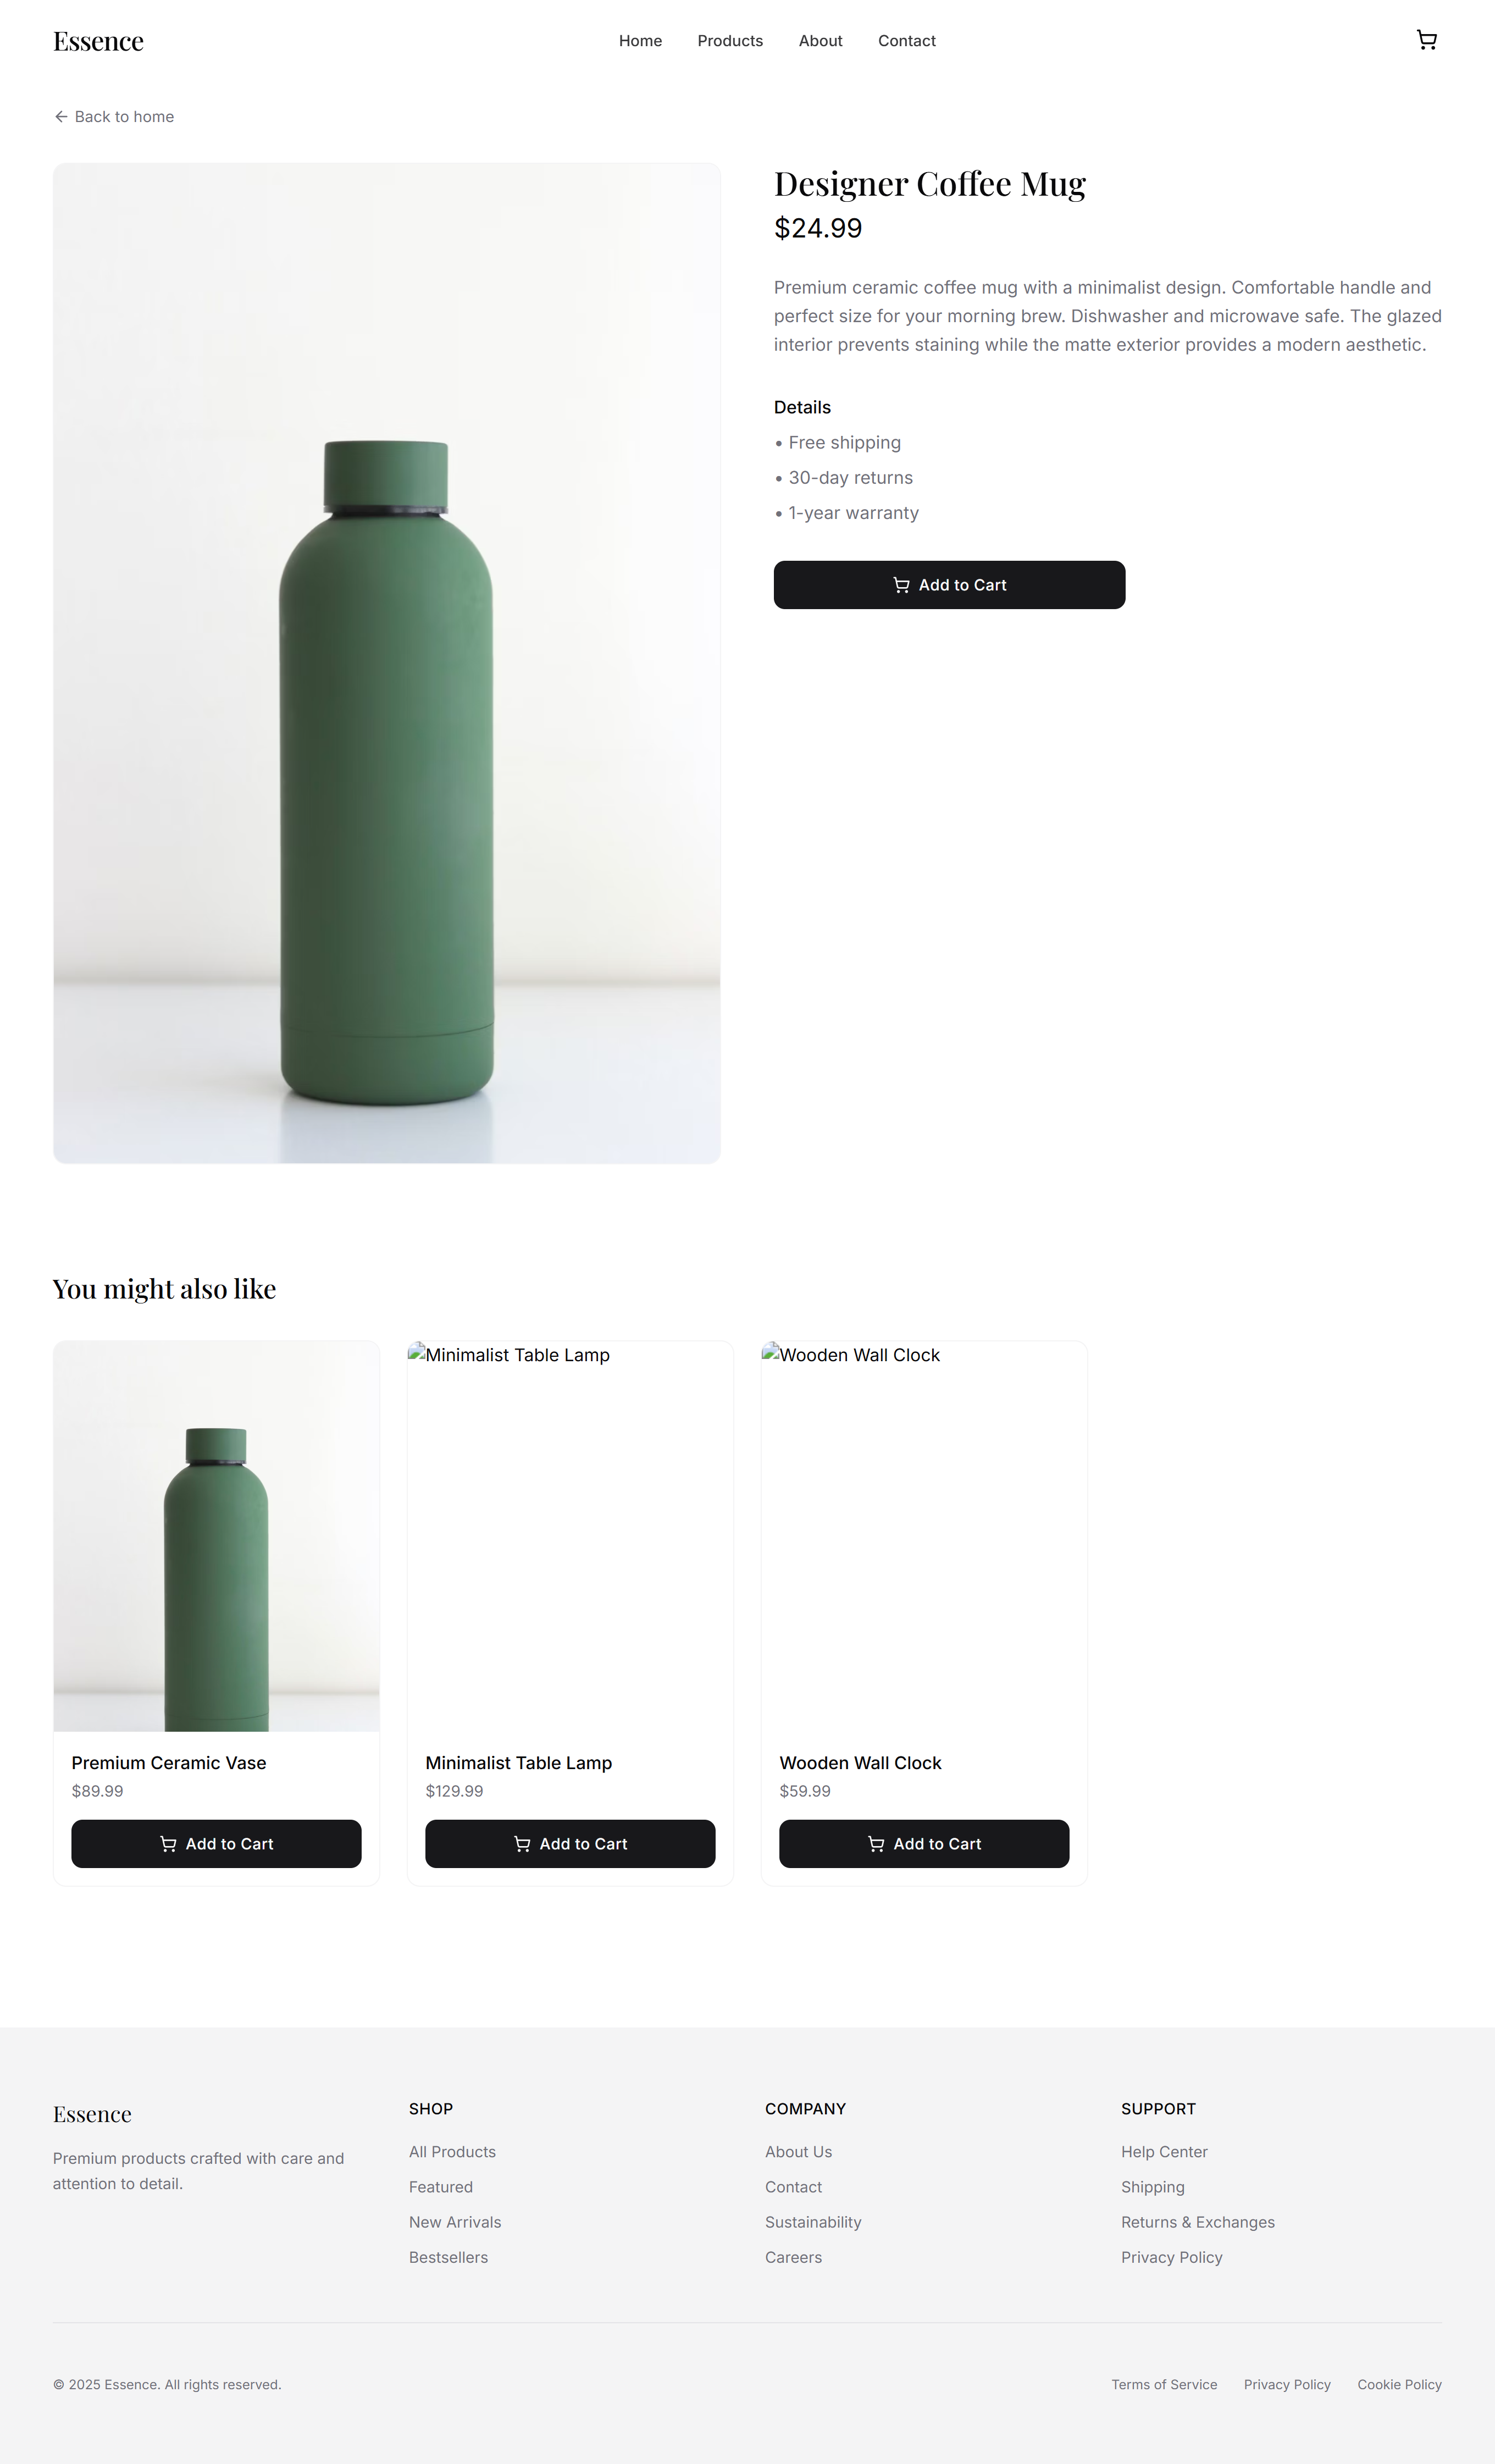 Essence
Home
Products
About
Contact
Back to home
Designer Coffee Mug
$24.99
Premium ceramic coffee mug with a minimalist design. Comfortable handle and
perfect size for your morning brew. Dishwasher and microwave safe. The glazed
interior prevents staining while the matte exterior provides a modern aesthetic.
Details
• Free shipping
• 30-day returns
• 1-year warranty
Add to Cart
You might also like
Premium Ceramic Vase
$89.99
Add to Cart
Minimalist Table Lamp
Minimalist Table Lamp
$129.99
Add to Cart
Wooden Wall Clock
Wooden Wall Clock
$59.99
Add to Cart
Essence
Premium products crafted with care and
attention to detail.
SHOP
All Products
Featured
New Arrivals
Bestsellers
COMPANY
About Us
Contact
Sustainability
Careers
SUPPORT
Help Center
Shipping
Returns & Exchanges
Privacy Policy
© 2025 Essence. All rights reserved.
Terms of Service
Privacy Policy
Cookie Policy